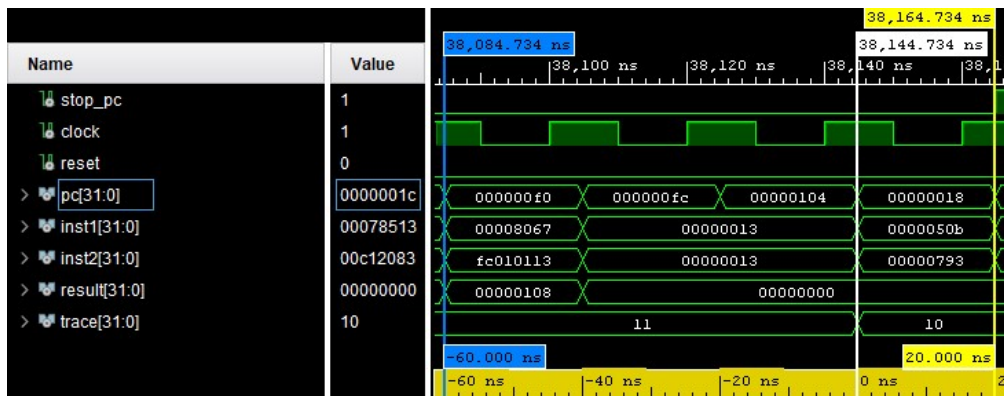 38,164.734 ns
38,084.734 ns 38,144.734 ns
Name Value 38,100 ns 38,120 ns 38,140 ns 38,1
stop_pc 1
clock 1
reset 0
pc[31:0] 0000001c 000000f0 000000fc 00000104 00000018
inst1[31:0] 00078513 00008067 00000013 0000050b
inst2[31:0] 00c12083 fc010113 00000013 00000793
result[31:0] 00000000 00000108 00000000
trace[31:0] 10 11 10
-60.000 ns 20.000 ns
-60 ns -40 ns -20 ns 0 ns 2